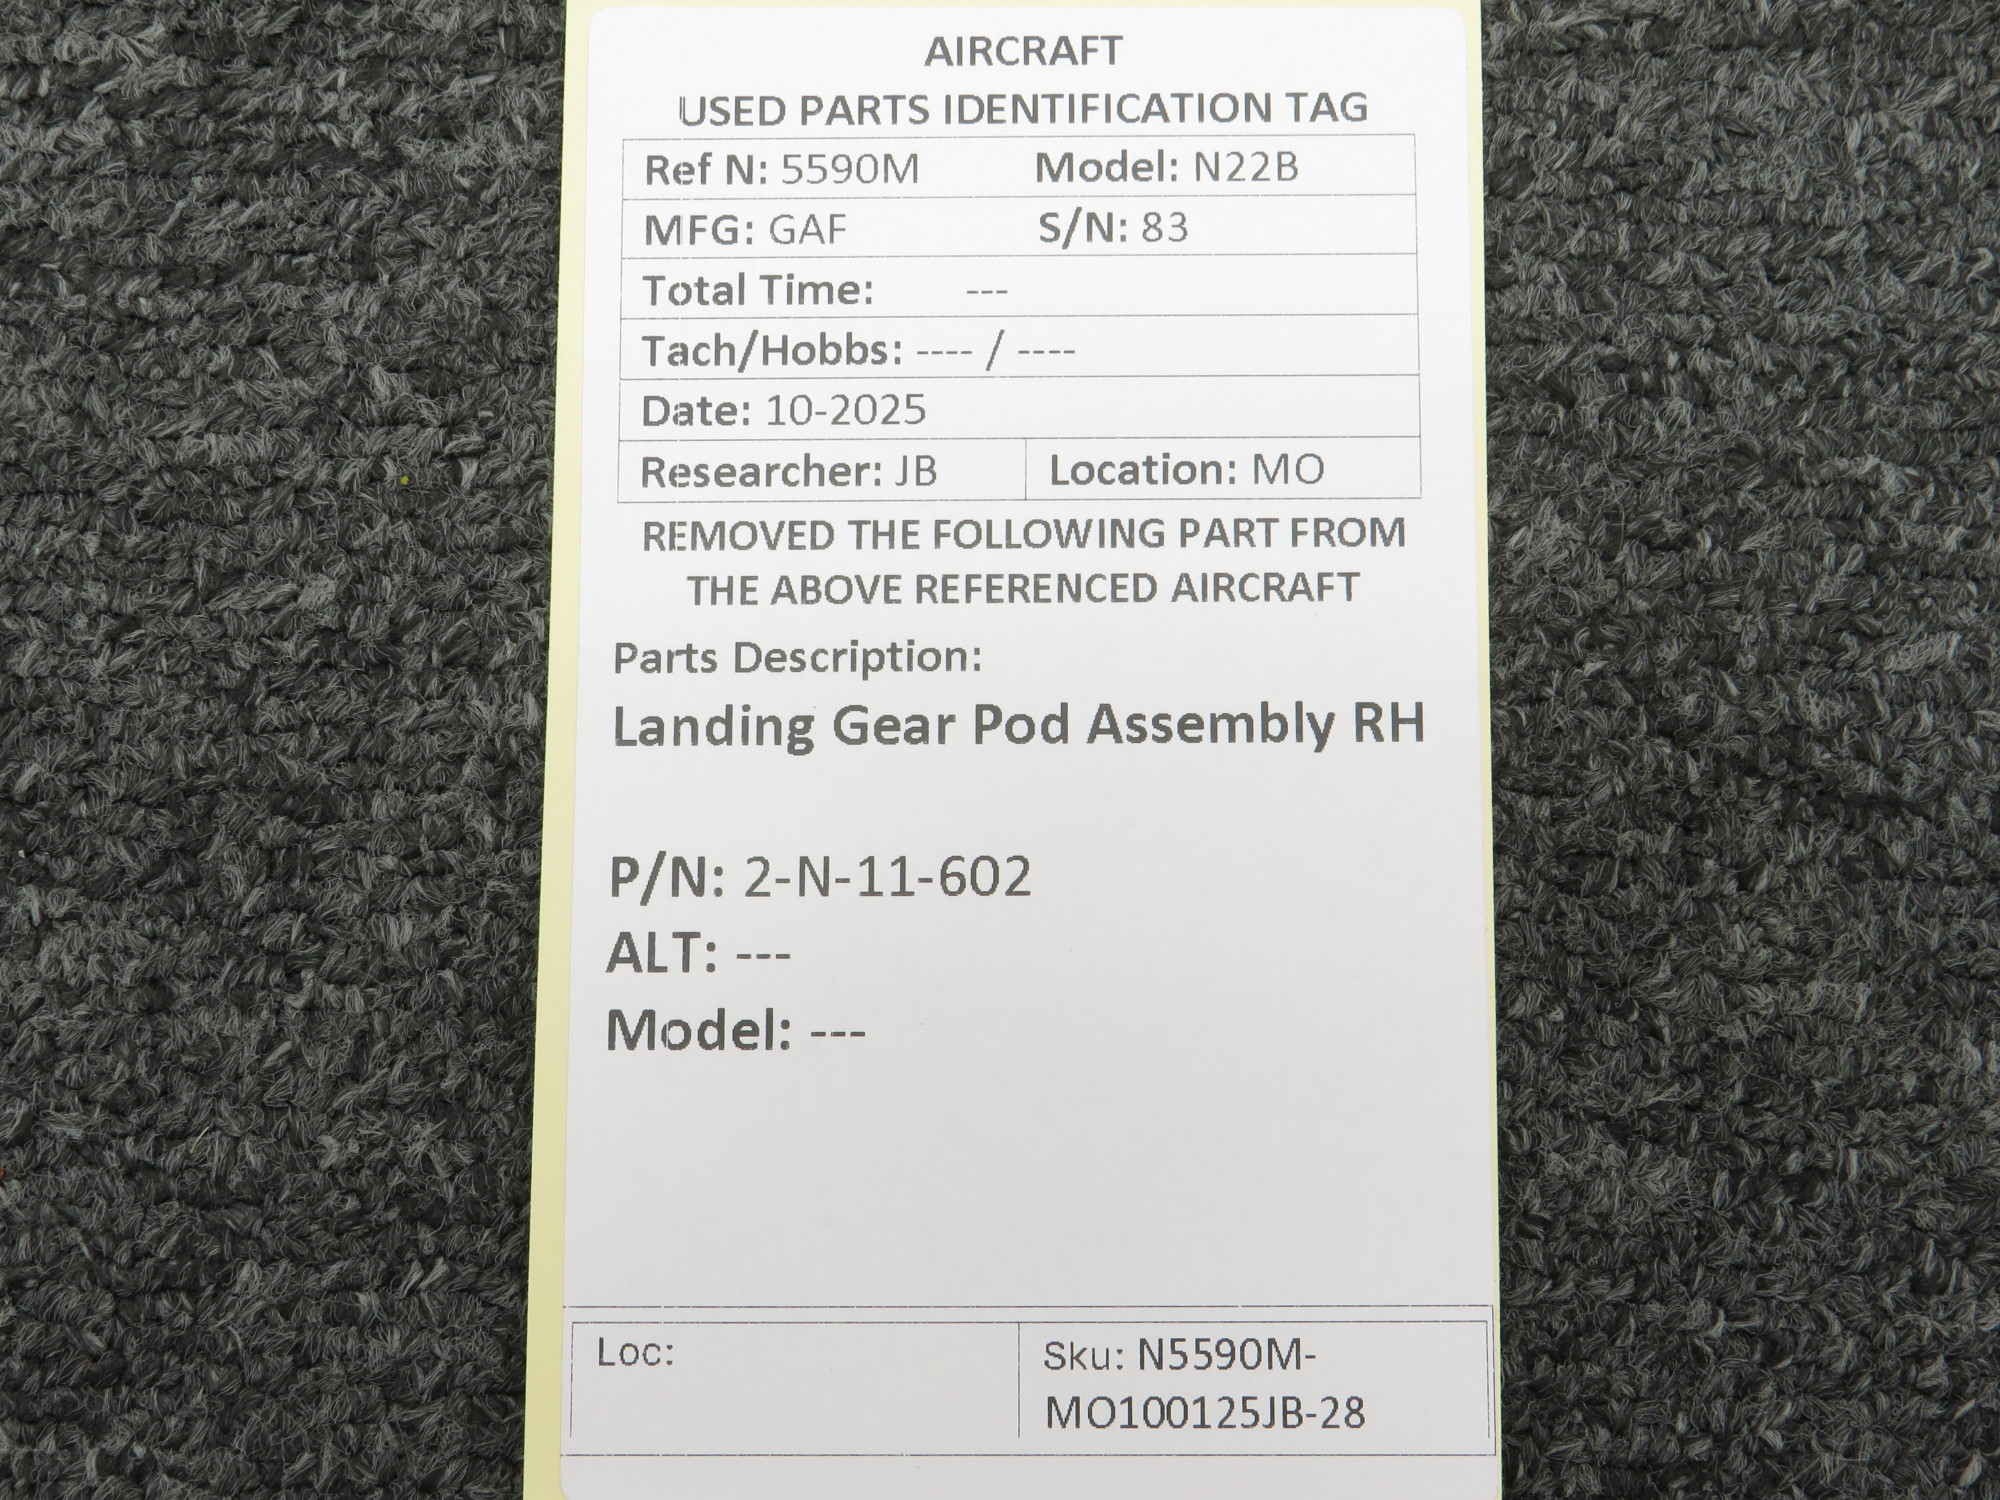 AIRCRAFT
USED PARTS IDENTIFICATION TAG
Ref N: 5590M Model: N22B
MFG: GAF S/N: 83
Total Time: ---
Tach/Hobbs: ---- / ----
Date: 10-2025
Researcher: JB Location: MO
REMOVED THE FOLLOWING PART FROM
THE ABOVE REFERENCED AIRCRAFT
Parts Description:
Landing Gear Pod Assembly RH
P/N: 2-N-11-602
ALT: ---
Model: ---
Loc: Sku: N5590M-
MO100125JB-28